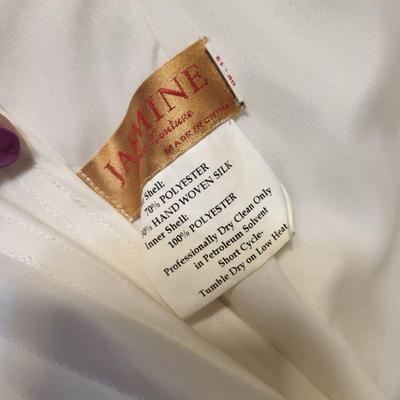 JASMINE
Couture
MADE IN CHINA
Shell:
70% POLYESTER
30% HAND WOVEN SILK
Inner Shell:
100% POLYESTER
Professionally Dry Clean Only
in Petroleum Solvent
Short Cycle-
Tumble Dry on Low Heat